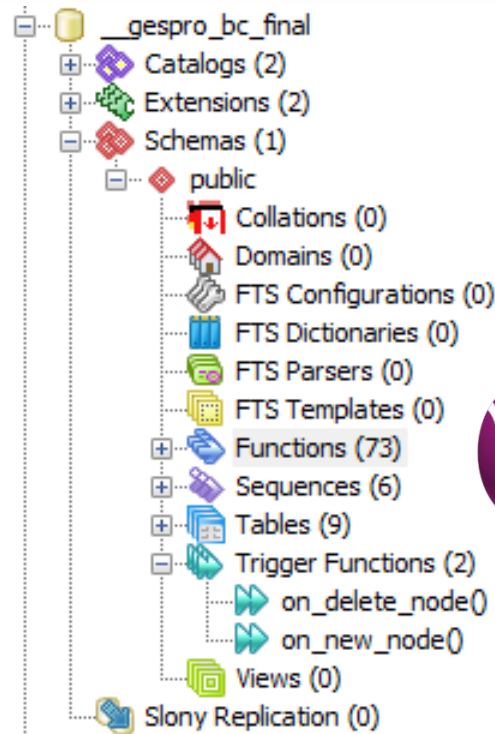 __gespro_bc_final
Catalogs (2)
Extensions (2)
Schemas (1)
public
Collations (0)
Domains (0)
FTS Configurations (0)
FTS Dictionaries (0)
FTS Parsers (0)
FTS Templates (0)
Functions (73)
Sequences (6)
Tables (9)
Trigger Functions (2)
on_delete_node()
on_new_node()
Views (0)
Slony Replication (0)